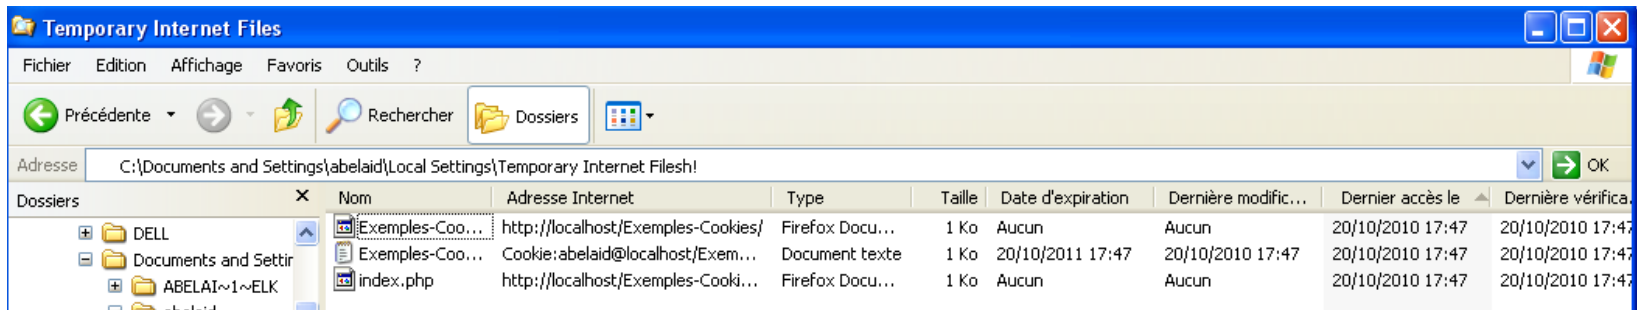 Temporary Internet Files
Fichier Edition Affichage Favoris Outils ?
Précédente Rechercher Dossiers
Adresse C:\Documents and Settings\abelaid\Local Settings\Temporary Internet Filesh! OK
Dossiers Nom Adresse Internet Type Taille Date d'expiration Dernière modific... Dernier accès le Dernière vérifica...
DELL Exemples-Coo... http://localhost/Exemples-Cookies/ Firefox Docu... 1 Ko Aucun Aucun 20/10/2010 17:47 20/10/2010 17:47
Documents and Settin Exemples-Coo... Cookie:abelaid@localhost/Exem... Document texte 1 Ko 20/10/2011 17:47 20/10/2010 17:47 20/10/2010 17:47 20/10/2010 17:47
ABELAI~1~ELK index.php http://localhost/Exemples-Cooki... Firefox Docu... 1 Ko Aucun Aucun 20/10/2010 17:47 20/10/2010 17:47